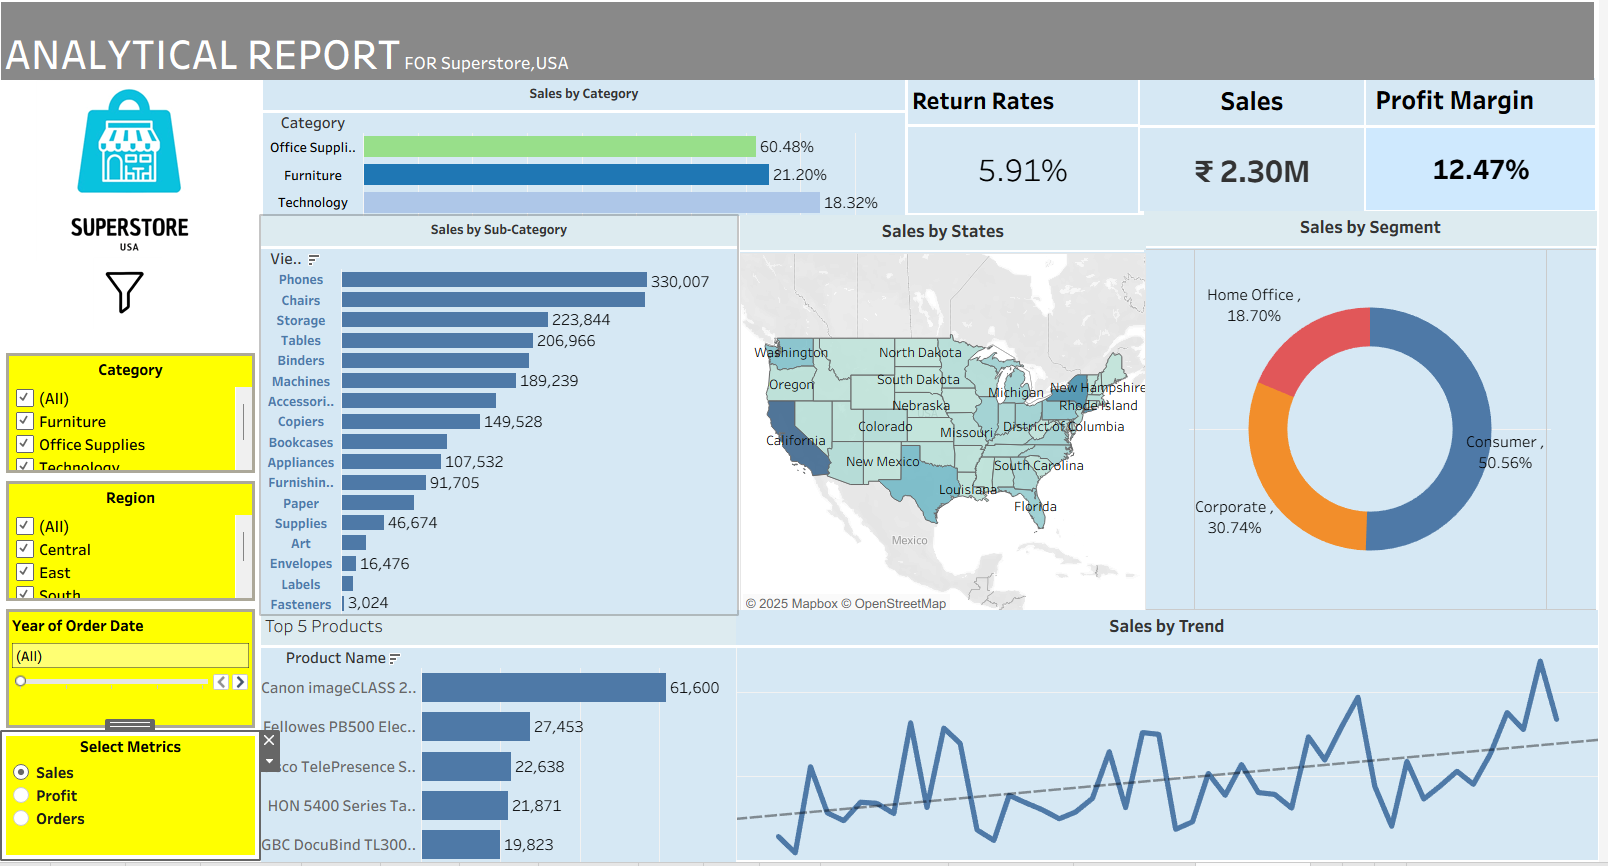 ANALYTICAL REPORT FOR Superstore,USA
SUPERSTORE
USA
Category
(All)
Furniture
Office Supplies
Technology
Region
(All)
Central
East
South
Year of Order Date
(All)
Select Metrics
Sales
Profit
Orders
Sales by Category
Category
Office Suppli.. 60.48%
Furniture 21.20%
Technology 18.32%
Return Rates
5.91%
Sales
₹ 2.30M
Profit Margin
12.47%
Sales by Sub-Category
Vie..
Phones 330,007
Chairs
Storage 223,844
Tables 206,966
Binders
Machines 189,239
Accessori..
Copiers 149,528
Bookcases
Appliances 107,532
Furnishin.. 91,705
Paper
Supplies 46,674
Art
Envelopes 16,476
Labels
Fasteners 3,024
Sales by States
Washington
North Dakota
Oregon
South Dakota
Michigan
New Hampshire
Nebraska
Rhode Island
Colorado
Missouri
District of Columbia
California
New Mexico
South Carolina
Louisiana
Florida
Mexico
© 2025 Mapbox © OpenStreetMap
Sales by Segment
Home Office ,
18.70%
Consumer ,
50.56%
Corporate ,
30.74%
Top 5 Products
Product Name
Canon imageCLASS 2.. 61,600
Fellowes PB500 Elec.. 27,453
sco TelePresence S.. 22,638
HON 5400 Series Ta.. 21,871
GBC DocuBind TL300.. 19,823
Sales by Trend